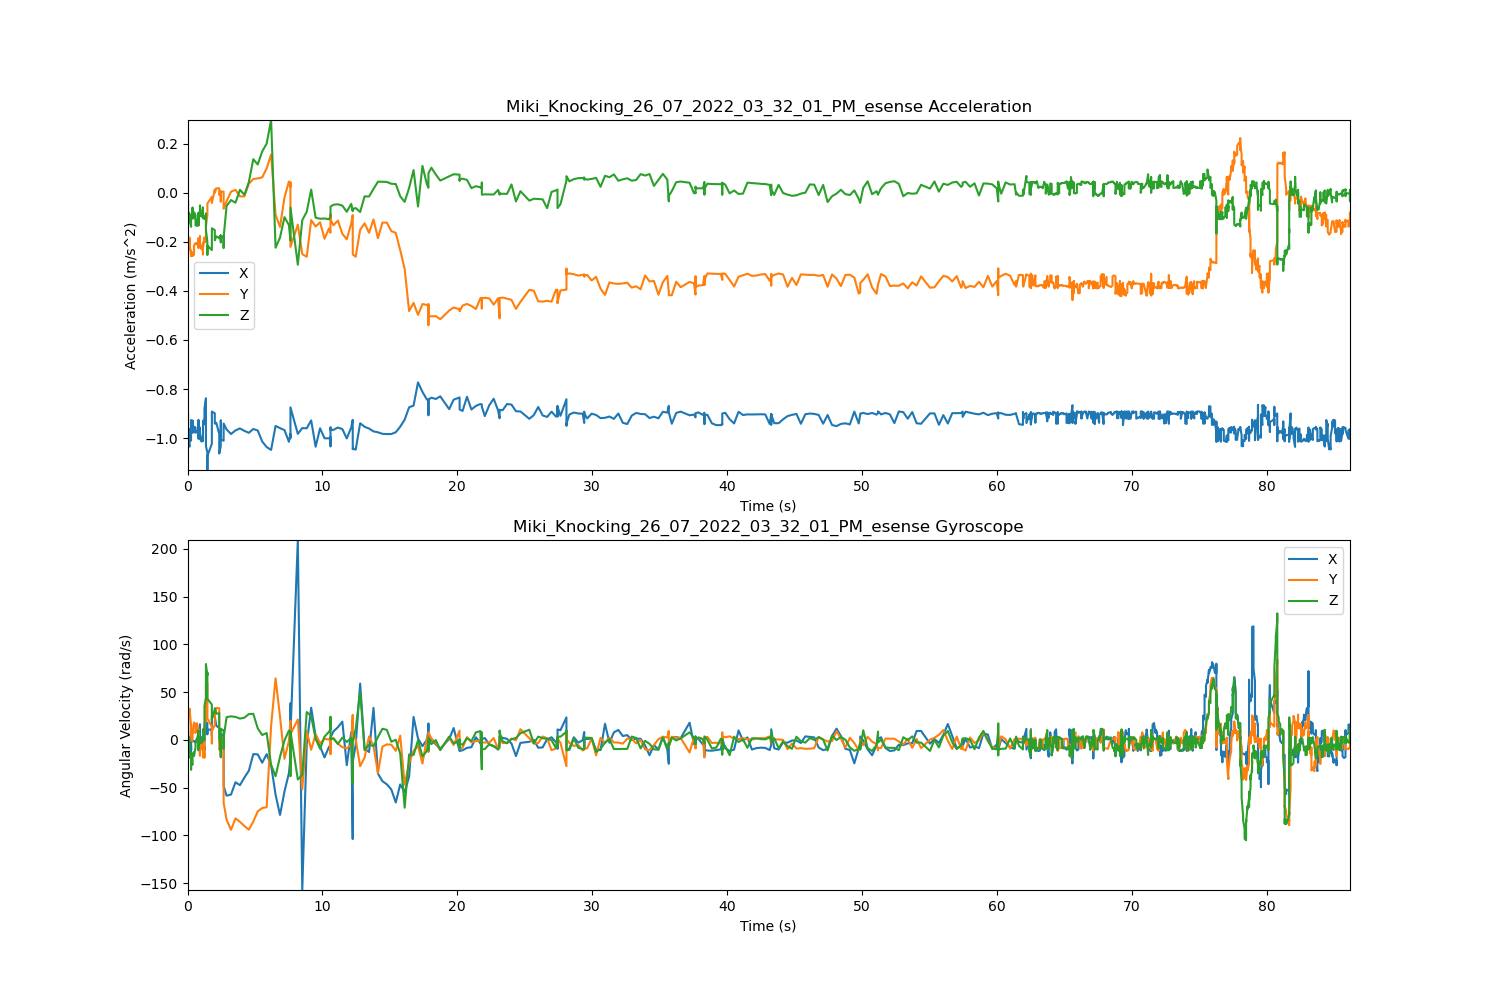 Miki_Knocking_26_07_2022_03_32_01_PM_esense Acceleration
Acceleration (m/s^2)
0.2
0.0
−0.2
−0.4
−0.6
−0.8
−1.0
X
Y
Z
0 10 20 30 40 50 60 70 80
Time (s)
Miki_Knocking_26_07_2022_03_32_01_PM_esense Gyroscope
Angular Velocity (rad/s)
200
150
100
50
0
−50
−100
−150
X
Y
Z
0 10 20 30 40 50 60 70 80
Time (s)